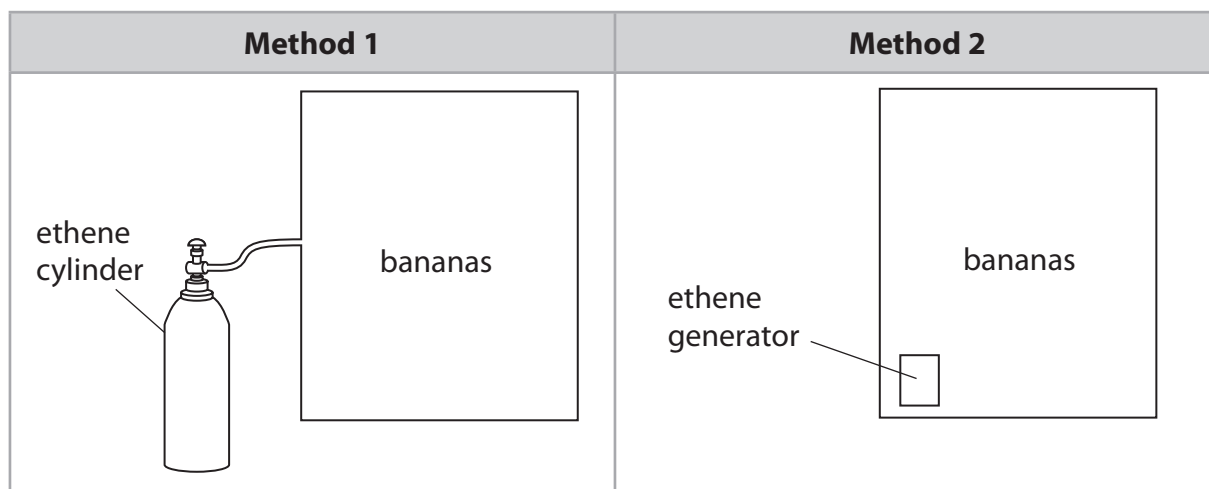 Method 1
Method 2
ethene
cylinder
bananas
ethene
generator
bananas